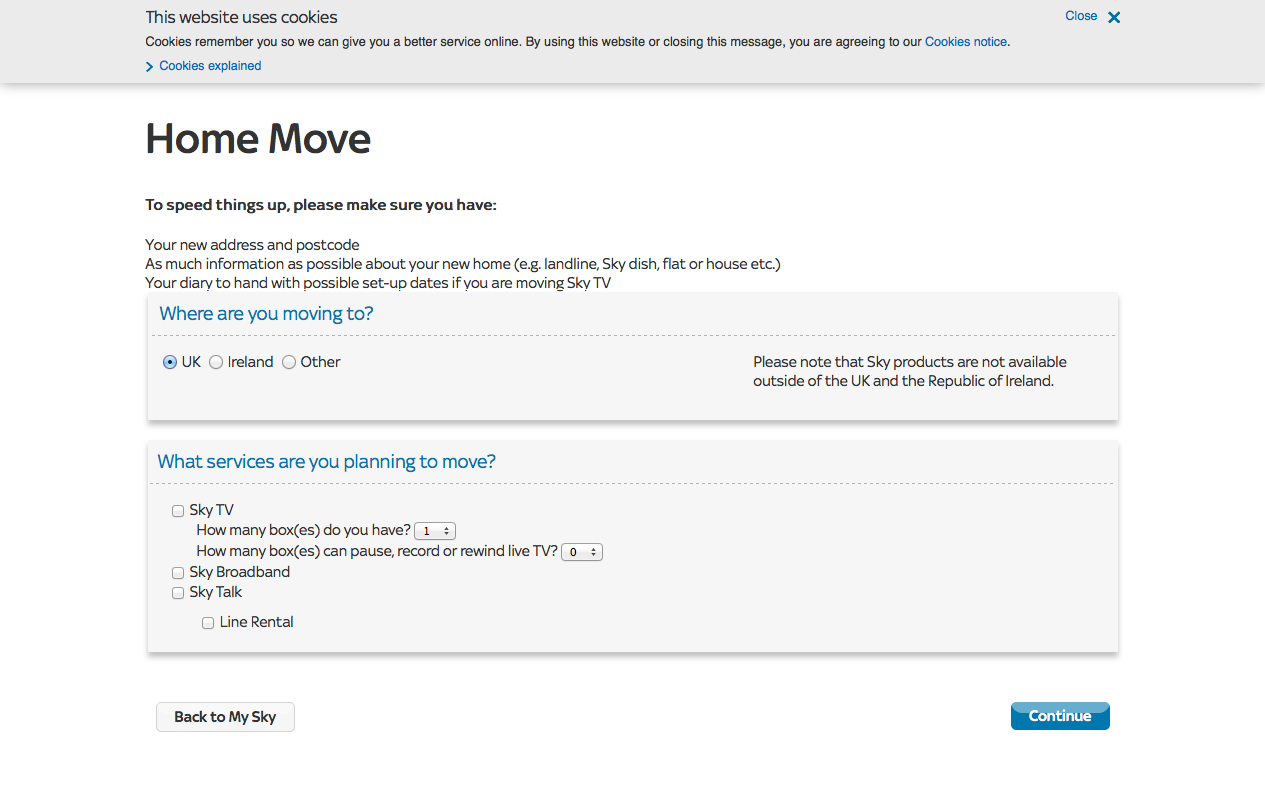 This website uses cookies
Close
Cookies remember you so we can give you a better service online. By using this website or closing this message, you are agreeing to our Cookies notice.
Cookies explained
Home Move
To speed things up, please make sure you have:
Your new address and postcode
As much information as possible about your new home (e.g. landline, Sky dish, flat or house etc.)
Your diary to hand with possible set-up dates if you are moving Sky TV
Where are you moving to?
UK Ireland Other
Please note that Sky products are not available
outside of the UK and the Republic of Ireland.
What services are you planning to move?
Sky TV
How many box(es) do you have? 1
How many box(es) can pause, record or rewind live TV? 0
Sky Broadband
Sky Talk
Line Rental
Back to My Sky
Continue